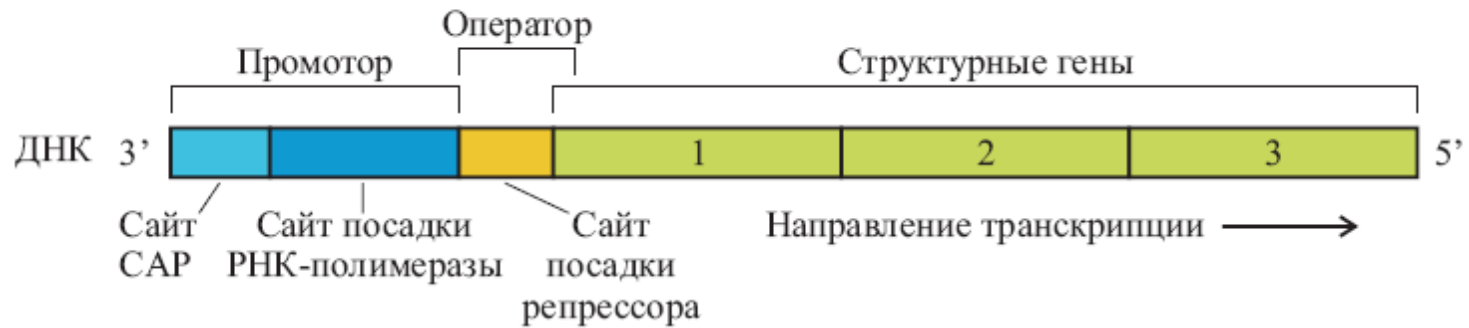 Оператор
Промотор Структурные гены
ДНК 3’ 1 2 3 5’
Сайт Сайт посадки Сайт Направление транскрипции
САР РНК-полимеразы посадки
репрессора